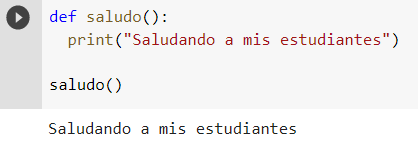 def saludo():
  print("Saludando a mis estudiantes")
saludo()
Saludando a mis estudiantes